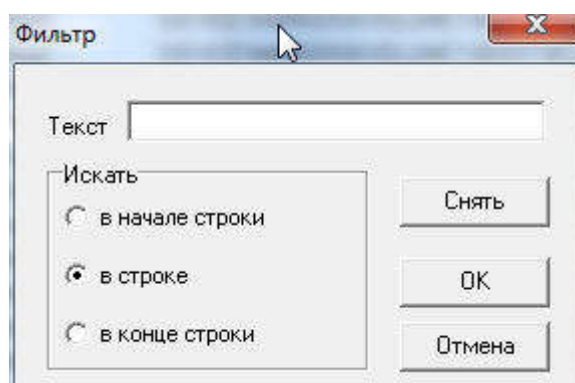 Фильтр
Текст
Искать
в начале строки
в строке
в конце строки
Снять
OK
Отмена